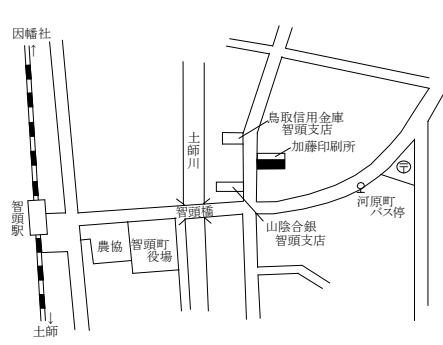 因幡社
↑
鳥取信用金庫
智頭支店
加藤印刷所
土師川
〒
智頭駅
智頭橋
河原町
バス停
山陰合銀
智頭支店
農協
智頭町
役場
↓
土師